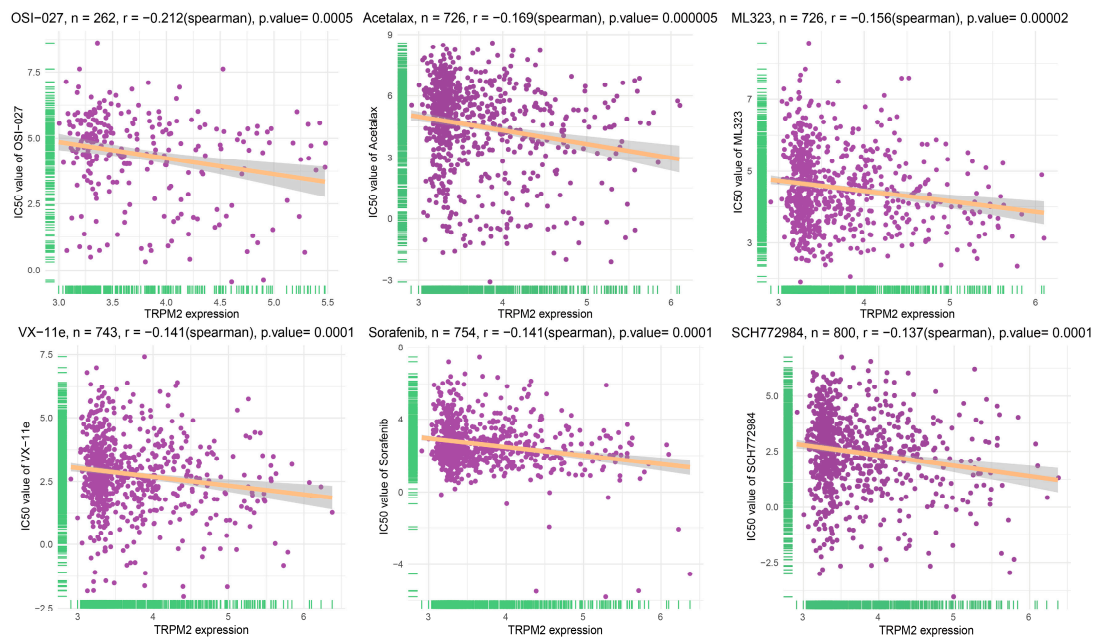 OSI−027, n = 262, r = −0.212(spearman), p.value= 0.0005
7.5
5.0
2.5
0.0
IC50 value of OSI−027
3.0 3.5 4.0 4.5 5.0 5.5
TRPM2 expression
Acetalax, n = 726, r = −0.169(spearman), p.value= 0.000005
9
6
3
0
−3
IC50 value of Acetalax
3 4 5 6
TRPM2 expression
ML323, n = 726, r = −0.156(spearman), p.value= 0.00002
7
5
3
IC50 value of ML323
3 4 5 6
TRPM2 expression
VX−11e, n = 743, r = −0.141(spearman), p.value= 0.0001
7.5
5.0
2.5
0.0
−2.5
IC50 value of VX−11e
3 4 5 6
TRPM2 expression
Sorafenib, n = 754, r = −0.141(spearman), p.value= 0.0001
0
4
0
−4
IC50 value of Sorafenib
3 4 5 6
TRPM2 expression
SCH772984, n = 800, r = −0.137(spearman), p.value= 0.0001
5.0
2.5
0.0
−2.5
IC50 value of SCH772984
3 4 5 6
TRPM2 expression